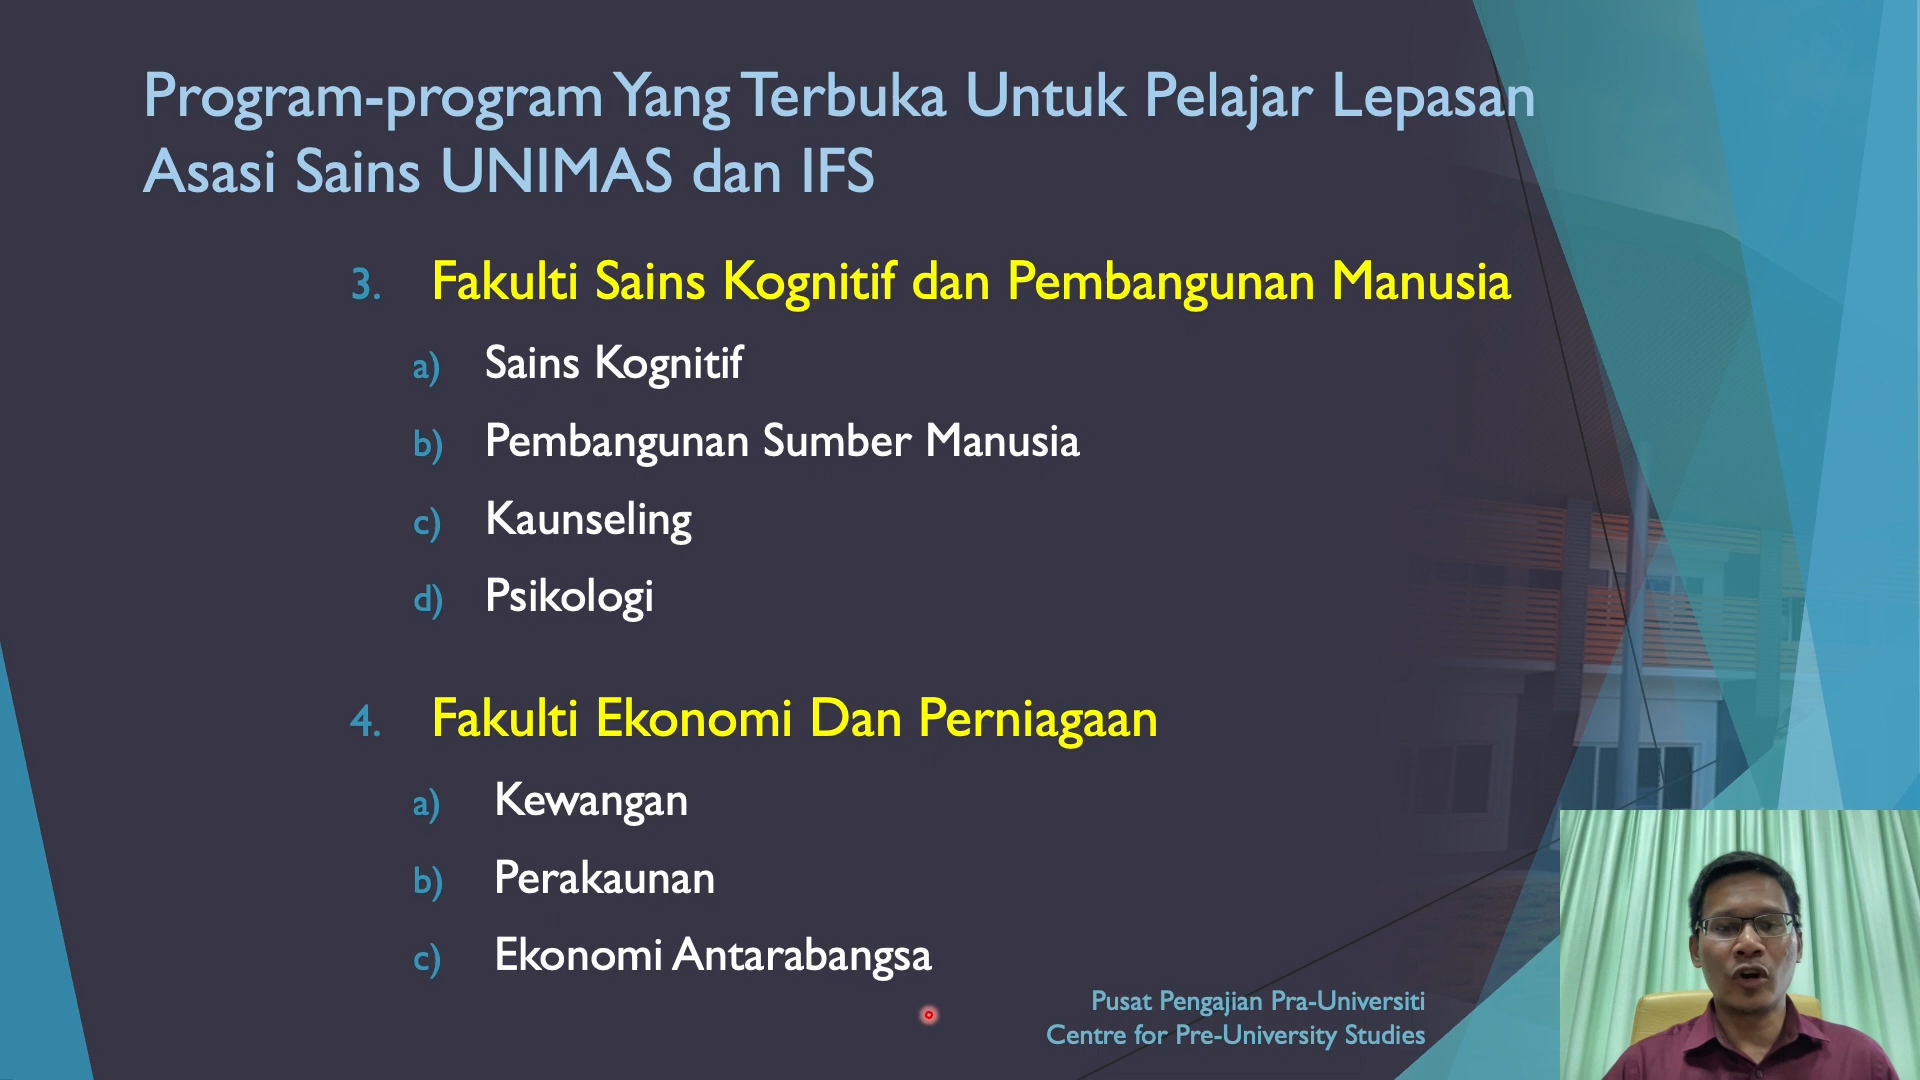 Program-program Yang Terbuka Untuk Pelajar Lepasan
Asasi Sains UNIMAS dan IFS
3. Fakulti Sains Kognitif dan Pembangunan Manusia
a) Sains Kognitif
b) Pembangunan Sumber Manusia
c) Kaunseling
d) Psikologi
4. Fakulti Ekonomi Dan Perniagaan
a) Kewangan
b) Perakaunan
c) Ekonomi Antarabangsa
Pusat Pengajian Pra-Universiti
Centre for Pre-University Studies